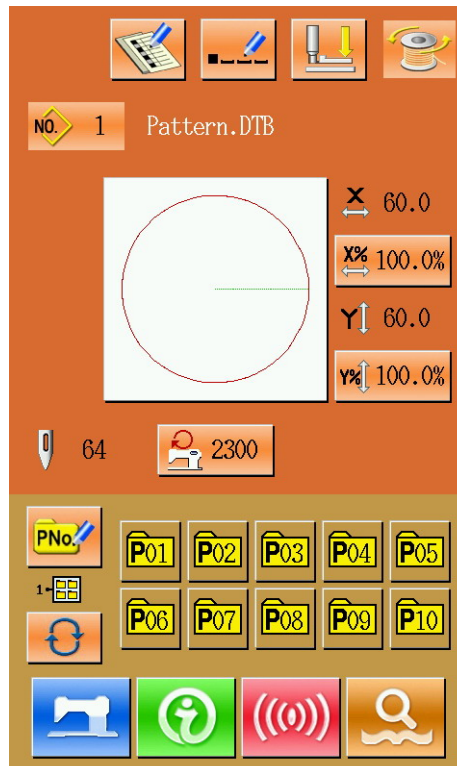 NO. 1 Pattern.DTB
X 60.0
X% 100.0%
Y 60.0
Y% 100.0%
64 2300
PNo.
P01 P02 P03 P04 P05
1-
P06 P07 P08 P09 P10